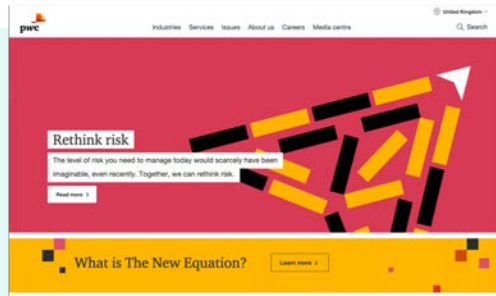 United Kingdom
pwc
Industries Services Issues About us Careers Media centre
Search
Rethink risk
The level of risk you need to manage today would scarcely have been
imaginable, even recently. Together, we can rethink risk.
Read more
What is The New Equation?
Learn more